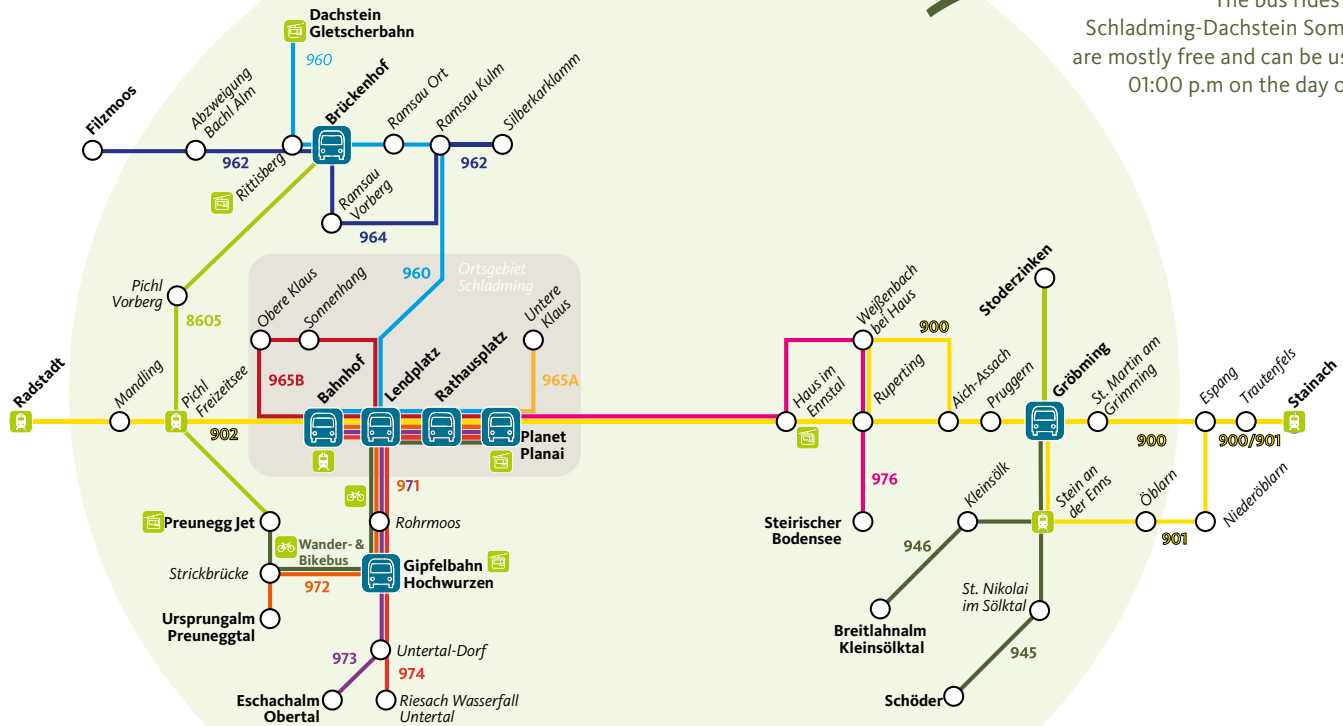 The bus rides
Schladming-Dachstein Som
are mostly free and can be us
01:00 p.m on the day o
Dachstein
Gletscherbahn
960
Filzmoos
Abzweigung
Bachl Alm
Brückenhof
Ramsau Ort
Ramsau Kulm
Silberkarklamm
962
962
Rittisberg
Ramsau
Vorberg
964
Pichl
Vorberg
8605
960
Ortsgebiet
Schladming
Obere Klaus
Sonnenhang
Untere
Klaus
965B
965A
Radstadt
Mandling
Pichl
Freizeitsee
902
Bahnhof
Lendplatz
Rathausplatz
Planet
Planai
Haus im
Ennstal
Weißenbach
bei Haus
900
Ruperting
Aich-Assach
Pruggern
Stoderzinken
Gröbming
St. Martin am
Grimming
900
Espang
Trautenfels
900/901
Stainach
971
976
Steirischer
Bodensee
Rohrmoos
Preunegg Jet
Wander- &
Bikebus
Strickbrücke
972
Gipfelbahn
Hochwurzen
Ursprungalm
Preuneggtal
973
Untertal-Dorf
974
Eschachalm
Obertal
Riesach Wasserfall
Untertal
Kleinsölk
Stein an
der Enns
Öblarn
901
Niederöblarn
946
St. Nikolai
im Sölktal
Breitlahnalm
Kleinsölktal
945
Schöder